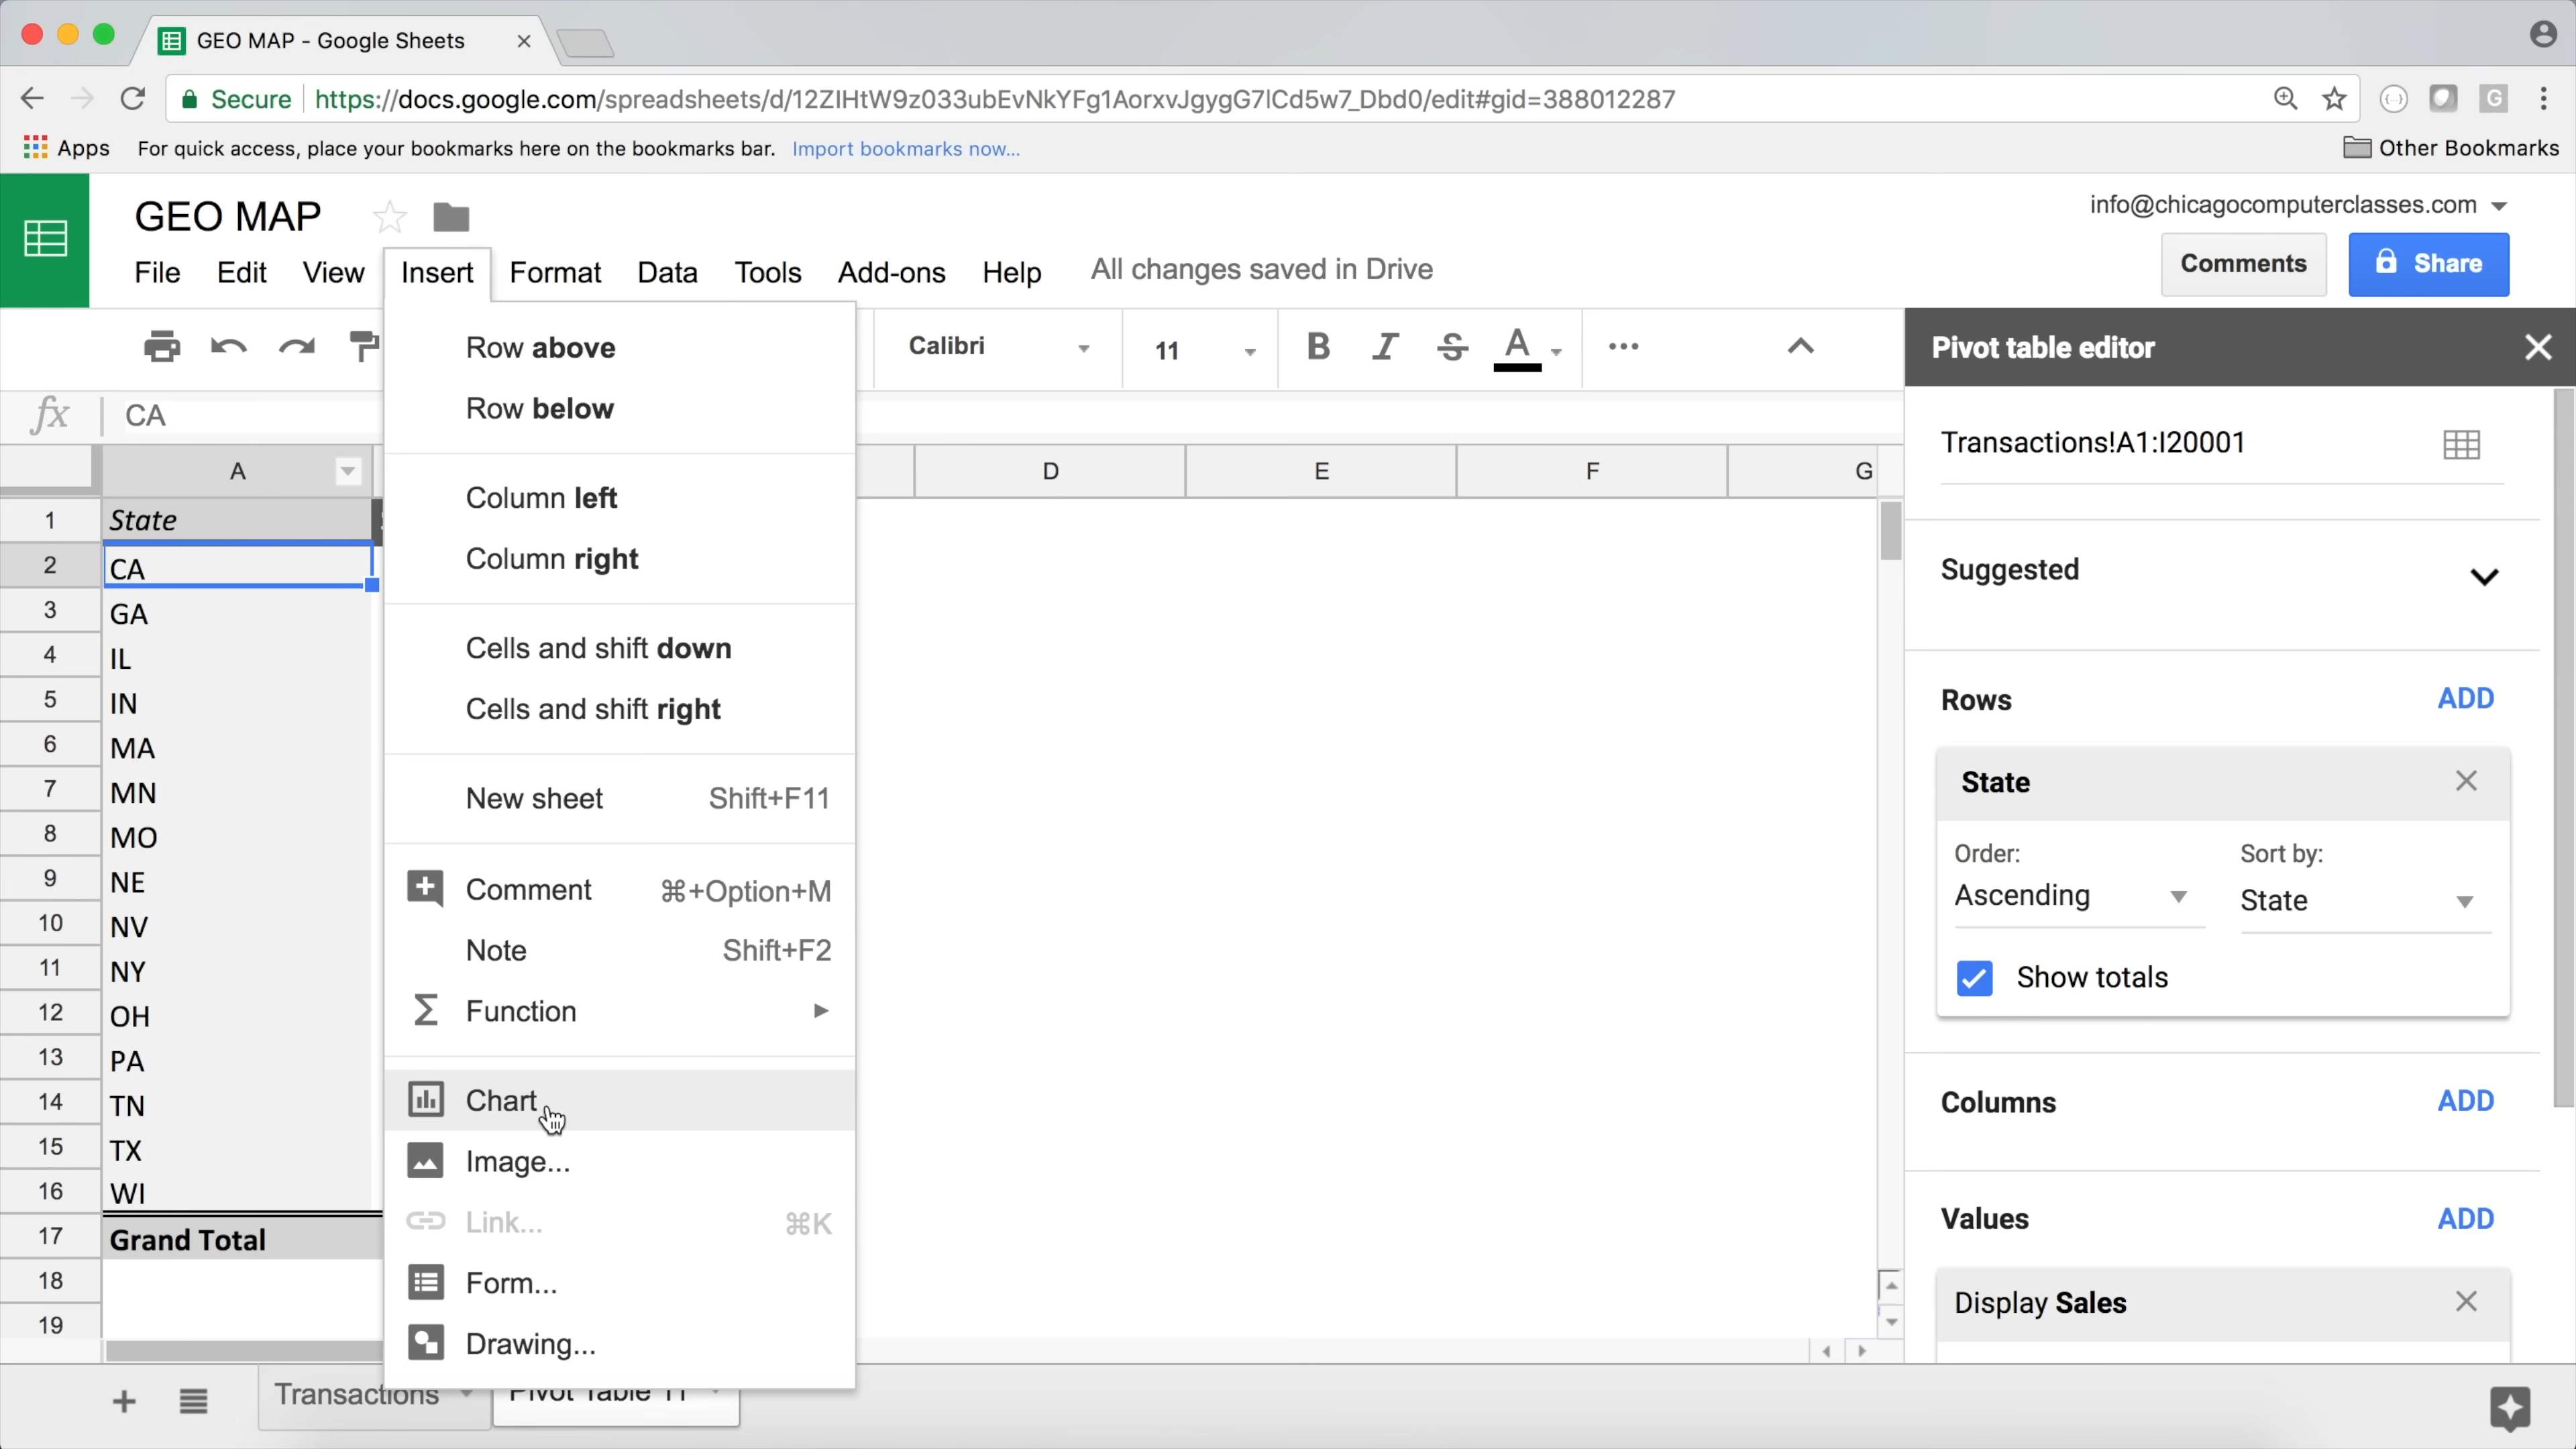 GEO MAP - Google Sheets
Secure https://docs.google.com/spreadsheets/d/12ZIHtW9z033ubEvNkYFg1AorxvJgygG7lCd5w7_Dbd0/edit#gid=388012287
Apps For quick access, place your bookmarks here on the bookmarks bar. Import bookmarks now... Other Bookmarks
GEO MAP
info@chicagocomputerclasses.com
File Edit View Insert Format Data Tools Add-ons Help All changes saved in Drive
Comments Share
Calibri 11 B I S A
Pivot table editor
fx CA
Row above
Row below
Column left
Column right
Cells and shift down
Cells and shift right
New sheet Shift+F11
Comment ⌘+Option+M
Note Shift+F2
Function
Chart
Image...
Link... ⌘K
Form...
Drawing...
A D E F G
1 State
2 CA
3 GA
4 IL
5 IN
6 MA
7 MN
8 MO
9 NE
10 NV
11 NY
12 OH
13 PA
14 TN
15 TX
16 WI
17 Grand Total
18
19
Transactions!A1:I20001
Suggested
Rows ADD
State
Order: Sort by:
Ascending State
Show totals
Columns ADD
Values ADD
Display Sales
Transactions Pivot Table 11